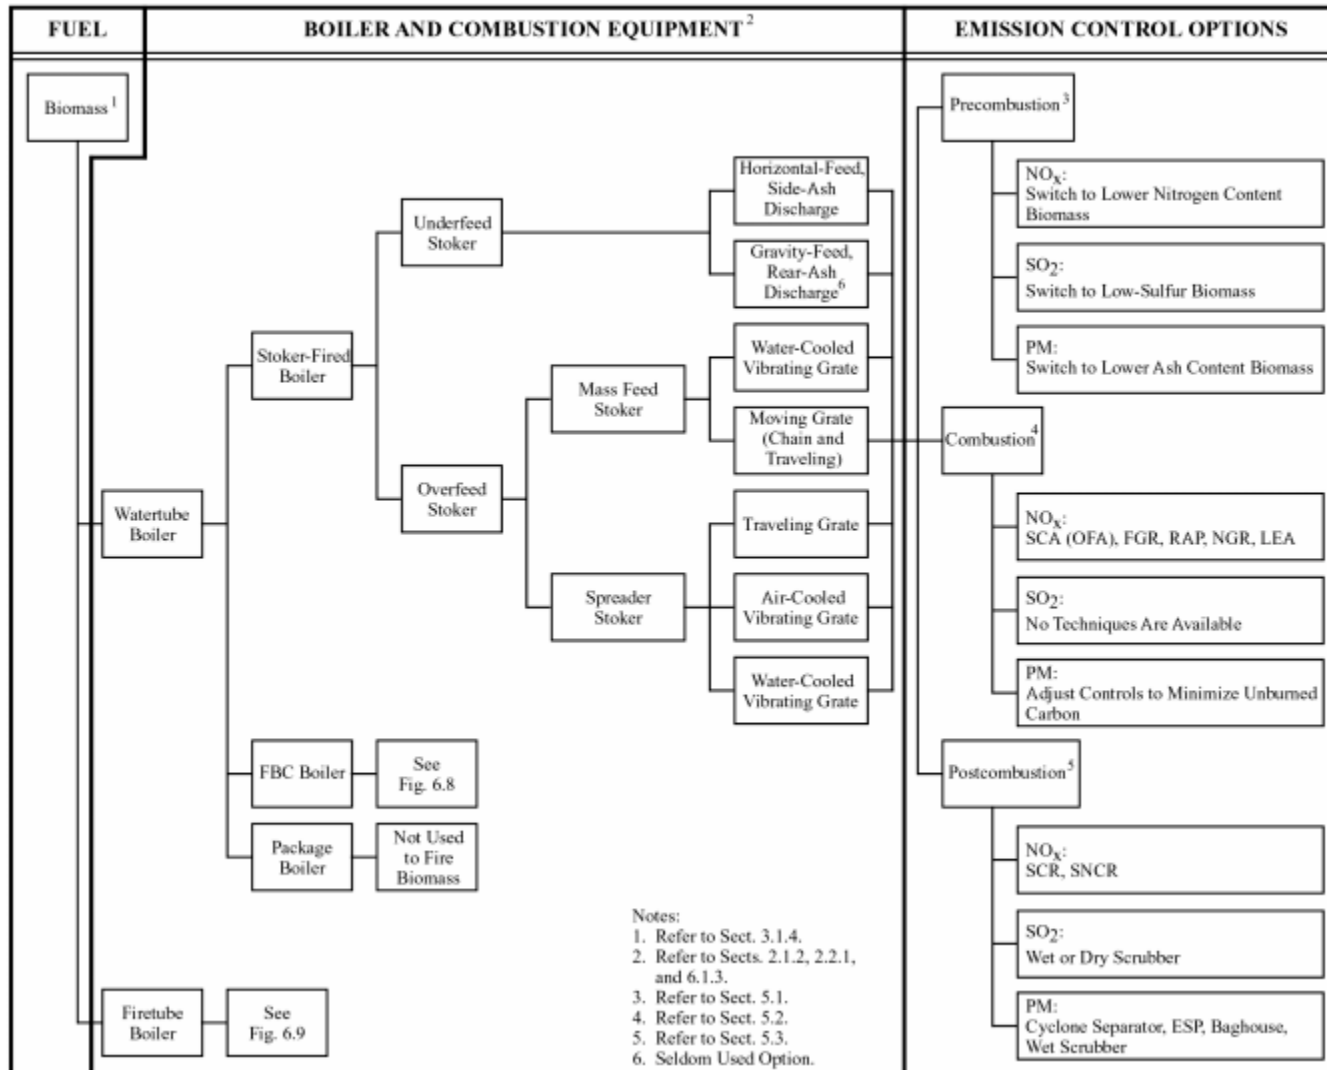 FUEL
BOILER AND COMBUSTION EQUIPMENT 2
EMISSION CONTROL OPTIONS
Biomass 1
Watertube
Boiler
Firetube
Boiler
See
Fig. 6.9
Stoker-Fired
Boiler
FBC Boiler
See
Fig. 6.8
Package
Boiler
Not Used
to Fire
Biomass
Underfeed
Stoker
Overfeed
Stoker
Mass Feed
Stoker
Spreader
Stoker
Horizontal-Feed,
Side-Ash
Discharge
Gravity-Feed,
Rear-Ash
Discharge6
Water-Cooled
Vibrating Grate
Moving Grate
(Chain and
Traveling)
Traveling Grate
Air-Cooled
Vibrating Grate
Water-Cooled
Vibrating Grate
Precombustion 3
NOx:
Switch to Lower Nitrogen Content
Biomass
SO2:
Switch to Low-Sulfur Biomass
PM:
Switch to Lower Ash Content Biomass
Combustion4
NOx:
SCA (OFA), FGR, RAP, NGR, LEA
SO2:
No Techniques Are Available
PM:
Adjust Controls to Minimize Unburned
Carbon
Postcombustion5
NOx:
SCR, SNCR
SO2:
Wet or Dry Scrubber
PM:
Cyclone Separator, ESP, Baghouse,
Wet Scrubber
Notes:
1. Refer to Sect. 3.1.4.
2. Refer to Sects. 2.1.2, 2.2.1,
and 6.1.3.
3. Refer to Sect. 5.1.
4. Refer to Sect. 5.2.
5. Refer to Sect. 5.3.
6. Seldom Used Option.